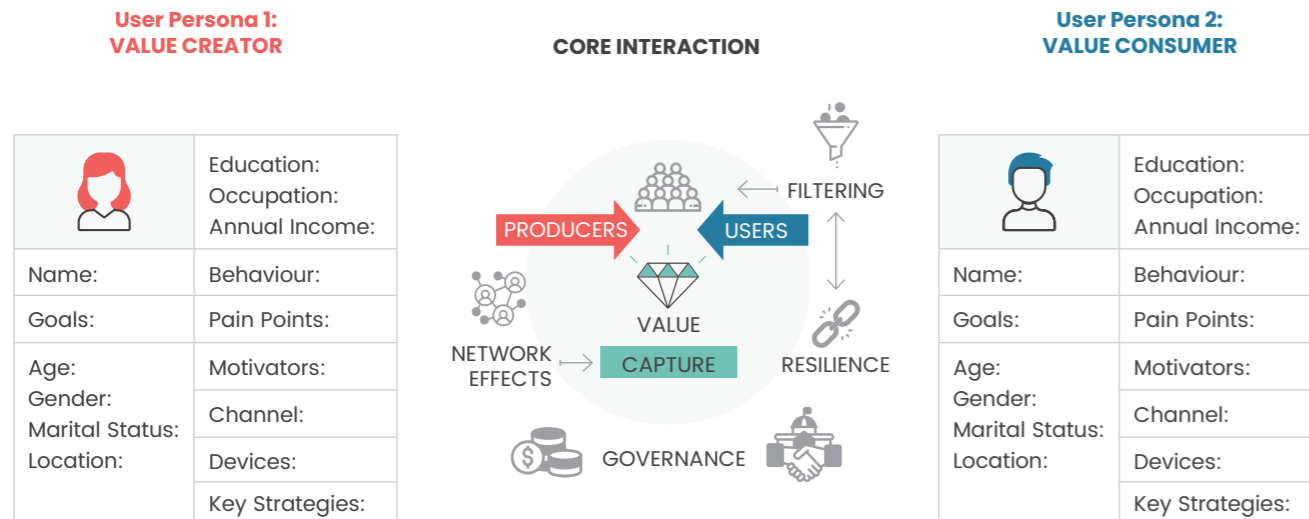 User Persona 1:
VALUE CREATOR
Education:
Occupation:
Annual Income:
Name:
Behaviour:
Goals:
Pain Points:
Age:
Gender:
Marital Status:
Location:
Motivators:
Channel:
Devices:
Key Strategies:
CORE INTERACTION
FILTERING
PRODUCERS
USERS
VALUE
CAPTURE
NETWORK
EFFECTS
RESILIENCE
$
GOVERNANCE
User Persona 2:
VALUE CONSUMER
Education:
Occupation:
Annual Income:
Name:
Behaviour:
Goals:
Pain Points:
Age:
Gender:
Marital Status:
Location:
Motivators:
Channel:
Devices:
Key Strategies: